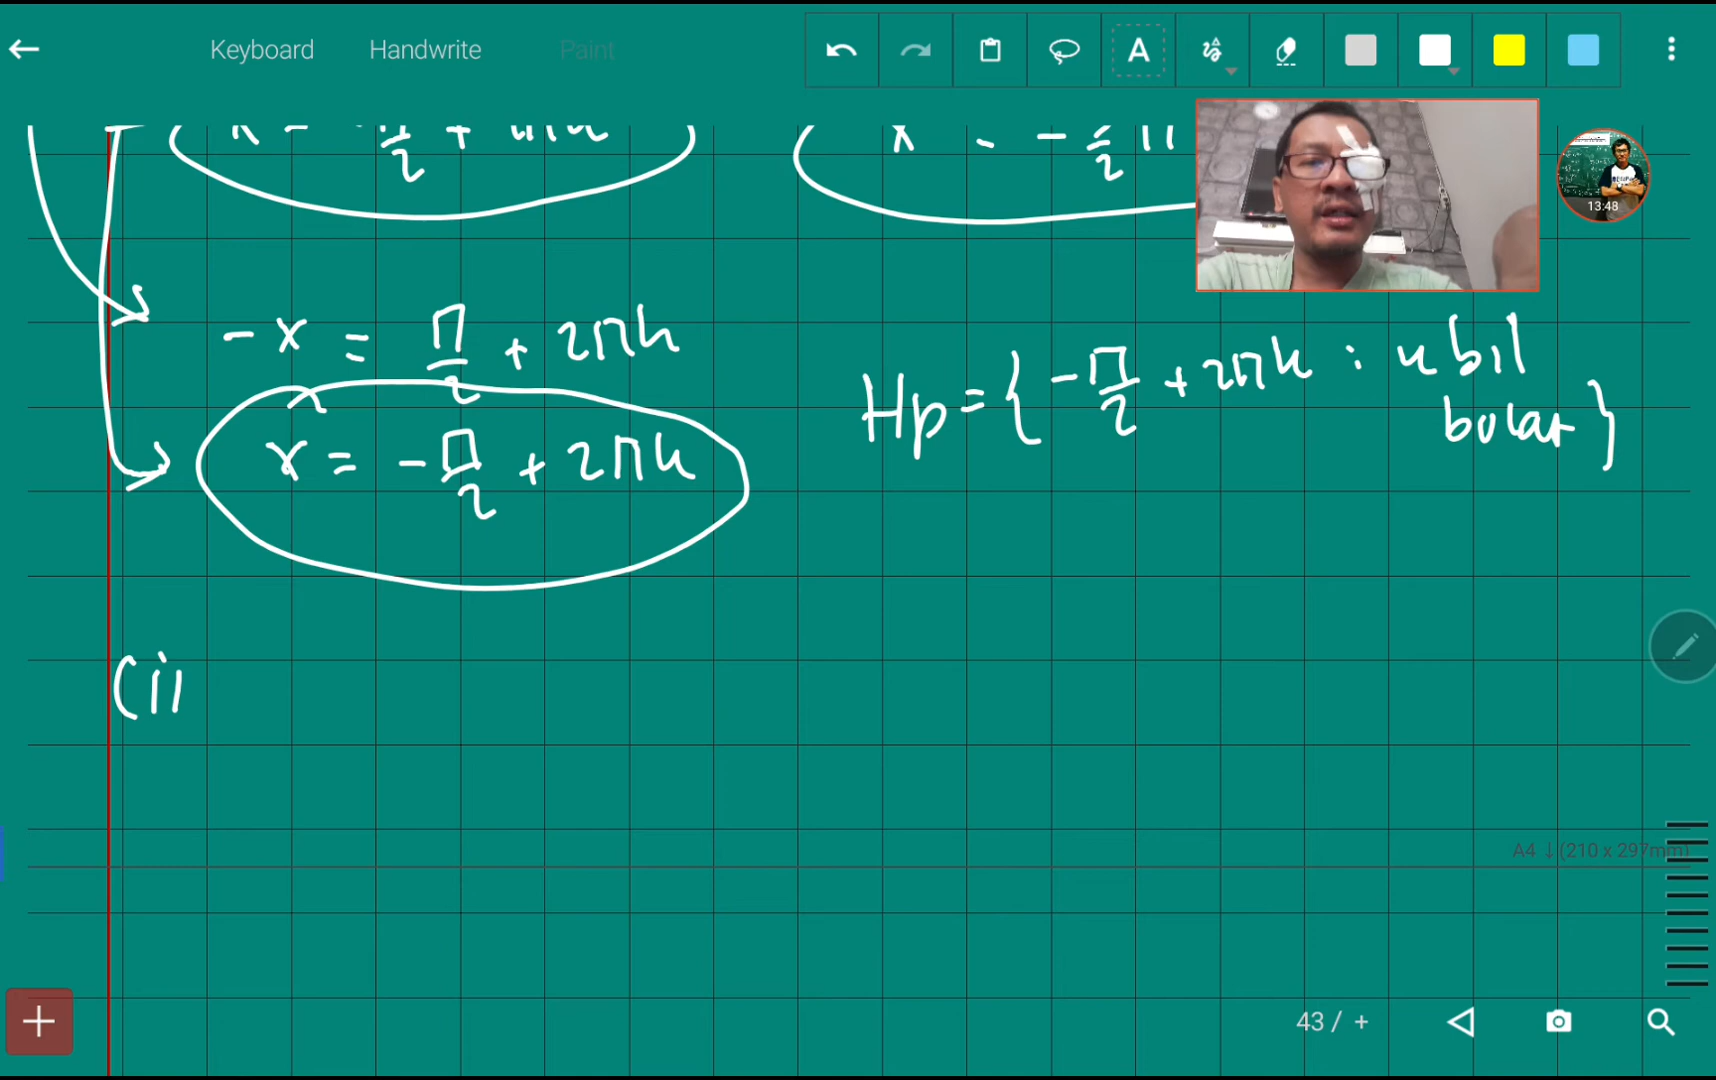 Keyboard Handwrite Paint
A
13:48
-x = π/2 + 2πk
x = -π/2 + 2πk
Hp = { -π/2 + 2πk : k bil
bulat }
(ii
A4 ↓(210 x 297mm)
43 / +